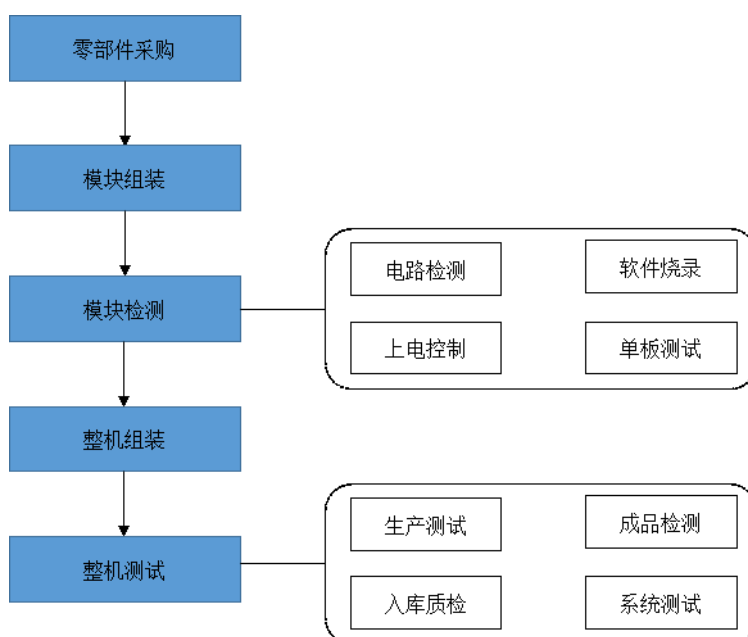 零部件采购
模块组装
模块检测
电路检测
软件烧录
上电控制
单板测试
整机组装
整机测试
生产测试
成品检测
入库质检
系统测试